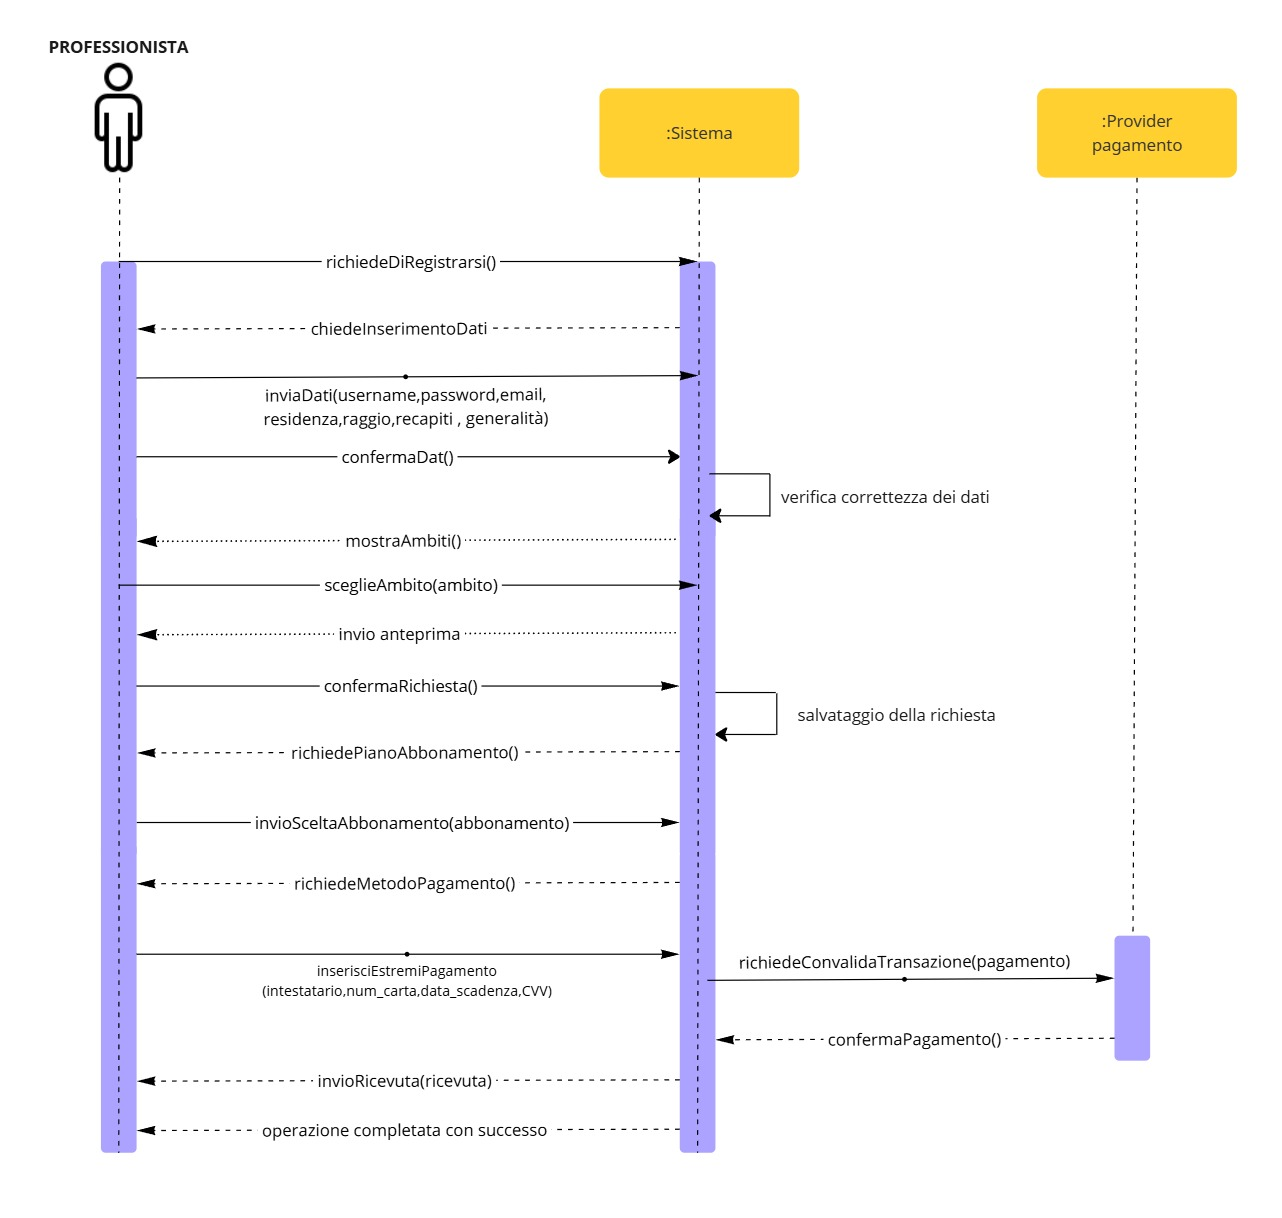 PROFESSIONISTA
:Sistema
:Provider
pagamento
richiedeDiRegistrarsi()
chiedeInserimentoDati
inviaDati(username,password,email,
residenza,raggio,recapiti , generalità)
confermaDat()
verifica correttezza dei dati
mostraAmbiti()
sceglieAmbito(ambito)
invio anteprima
confermaRichiesta()
salvataggio della richiesta
richiedePianoAbbonamento()
invioSceltaAbbonamento(abbonamento)
richiedeMetodoPagamento()
inserisciEstremiPagamento
(intestatario,num_carta,data_scadenza,CVV)
richiedeConvalidaTransazione(pagamento)
confermaPagamento()
invioRicevuta(ricevuta)
operazione completata con successo